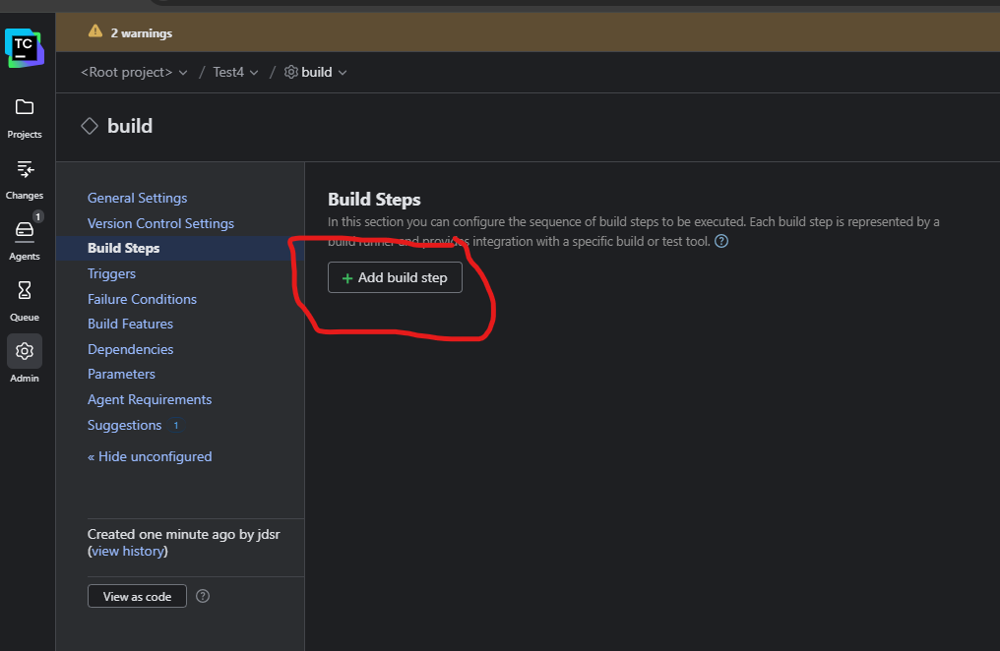 TC
2 warnings
<Root project> / Test4 / build
build
Projects
Changes
1
Agents
Queue
Admin
General Settings
Version Control Settings
Build Steps
Triggers
Failure Conditions
Build Features
Dependencies
Parameters
Agent Requirements
Suggestions 1
« Hide unconfigured
Created one minute ago by jdsr
(view history)
View as code ?
Build Steps
In this section you can configure the sequence of build steps to be executed. Each build step is represented by a
build runner and provides integration with a specific build or test tool. ?
+ Add build step